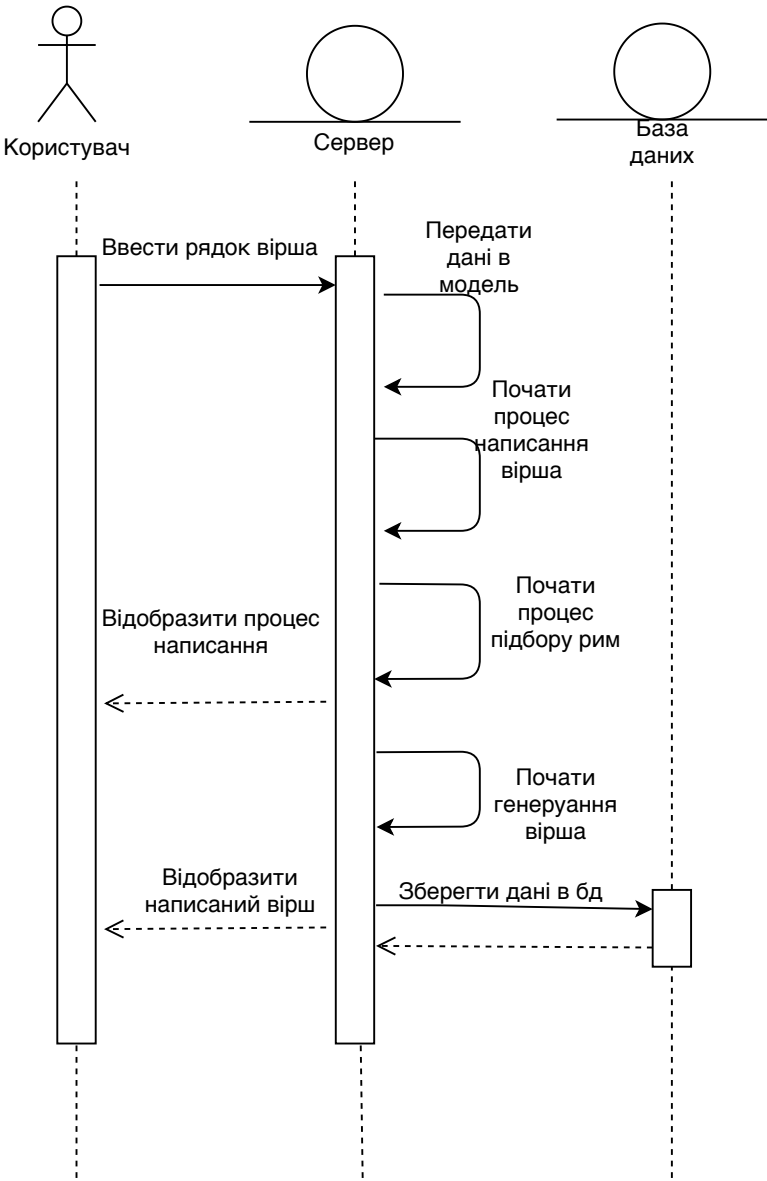 Користувач
Сервер
База
даних
Ввести рядок вірша
Передати
дані в
модель
Почати
процес
написання
вірша
Відобразити процес
написання
Почати
процес
підбору рим
Почати
генеруання
вірша
Відобразити
написаний вірш
Зберегти дані в бд